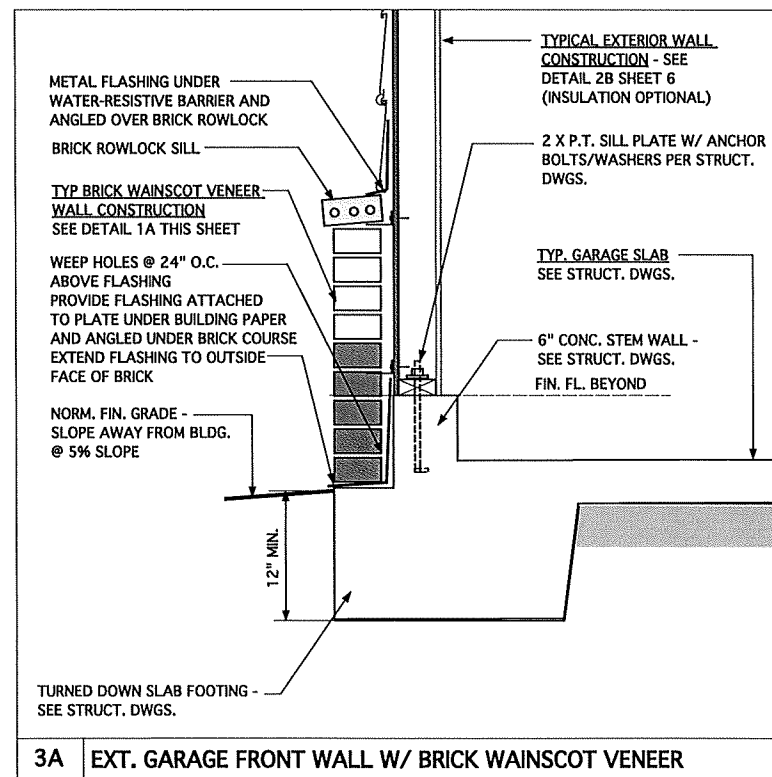 METAL FLASHING UNDER
WATER-RESISTIVE BARRIER AND
ANGLED OVER BRICK ROWLOCK
BRICK ROWLOCK SILL
TYP BRICK WAINSCOT VENEER
WALL CONSTRUCTION
SEE DETAIL 1A THIS SHEET
WEEP HOLES @ 24" O.C.
ABOVE FLASHING
PROVIDE FLASHING ATTACHED
TO PLATE UNDER BUILDING PAPER
AND ANGLED UNDER BRICK COURSE
EXTEND FLASHING TO OUTSIDE
FACE OF BRICK
NORM. FIN. GRADE -
SLOPE AWAY FROM BLDG.
@ 5% SLOPE
12" MIN.
TURNED DOWN SLAB FOOTING -
SEE STRUCT. DWGS.
TYPICAL EXTERIOR WALL
CONSTRUCTION - SEE
DETAIL 2B SHEET 6
(INSULATION OPTIONAL)
2 X P.T. SILL PLATE W/ ANCHOR
BOLTS/WASHERS PER STRUCT.
DWGS.
TYP. GARAGE SLAB
SEE STRUCT. DWGS.
6" CONC. STEM WALL -
SEE STRUCT. DWGS.
FIN. FL. BEYOND
3A EXT. GARAGE FRONT WALL W/ BRICK WAINSCOT VENEER